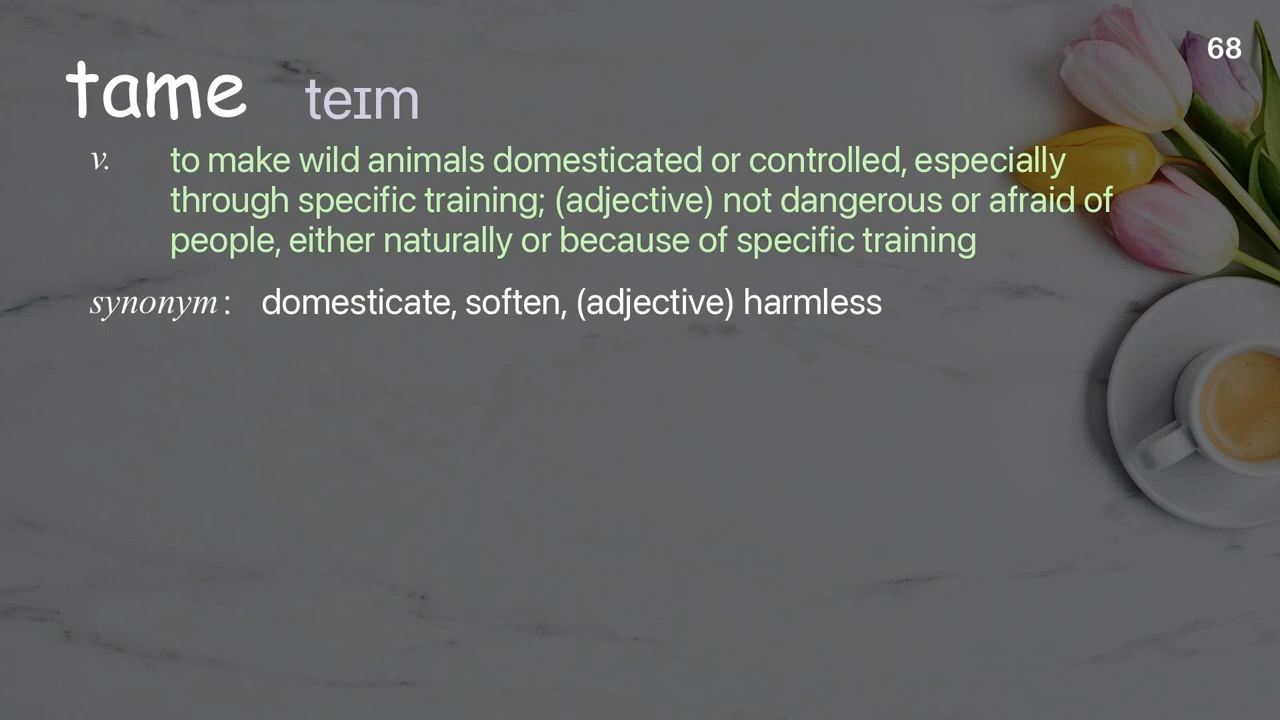 68
tame teɪm
v. to make wild animals domesticated or controlled, especially
through specific training; (adjective) not dangerous or afraid of
people, either naturally or because of specific training
synonym: domesticate, soften, (adjective) harmless